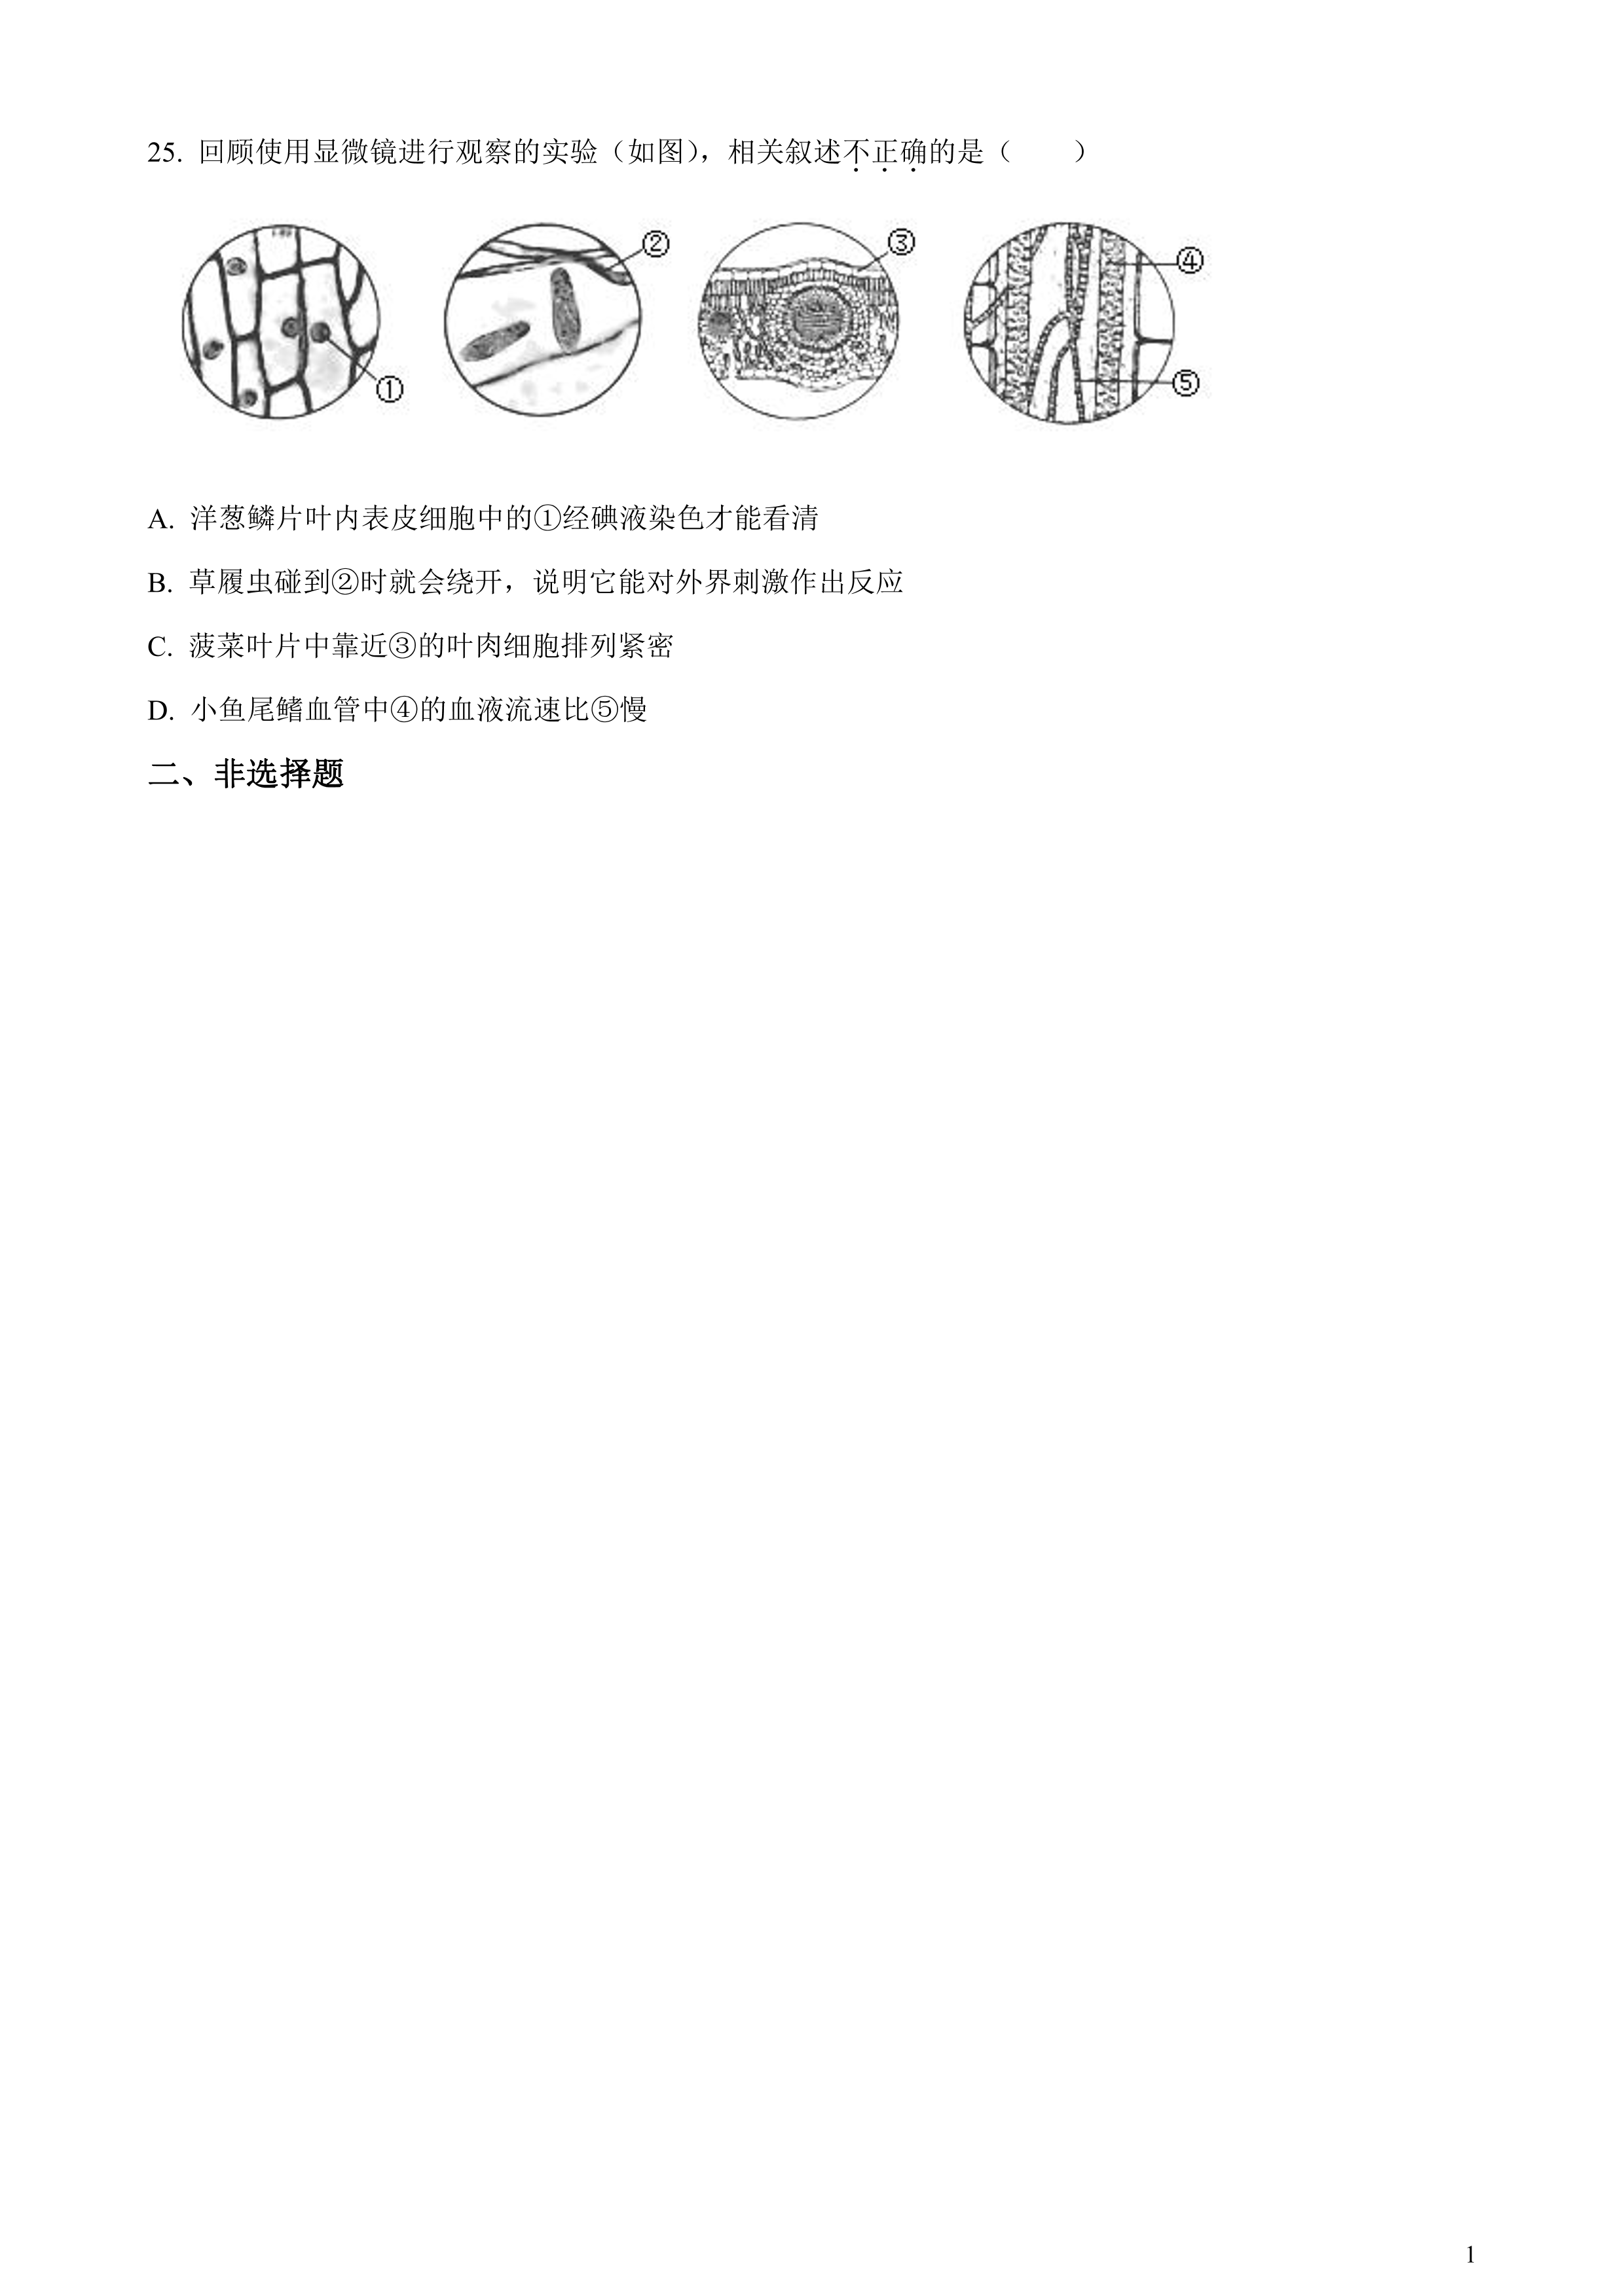 25. 回顾使用显微镜进行观察的实验（如图），相关叙述不正确的是（　　）
① ② ③ ④ ⑤
A. 洋葱鳞片叶内表皮细胞中的①经碘液染色才能看清
B. 草履虫碰到②时就会绕开，说明它能对外界刺激作出反应
C. 菠菜叶片中靠近③的叶肉细胞排列紧密
D. 小鱼尾鳍血管中④的血液流速比⑤慢
二、非选择题
1